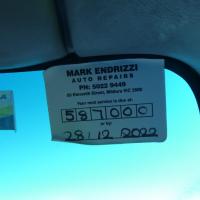 MARK ENDRIZZI
AUTO REPAIRS
PH: 5022 9449
Your next service is due at:
587000
or by:
28/12/2022